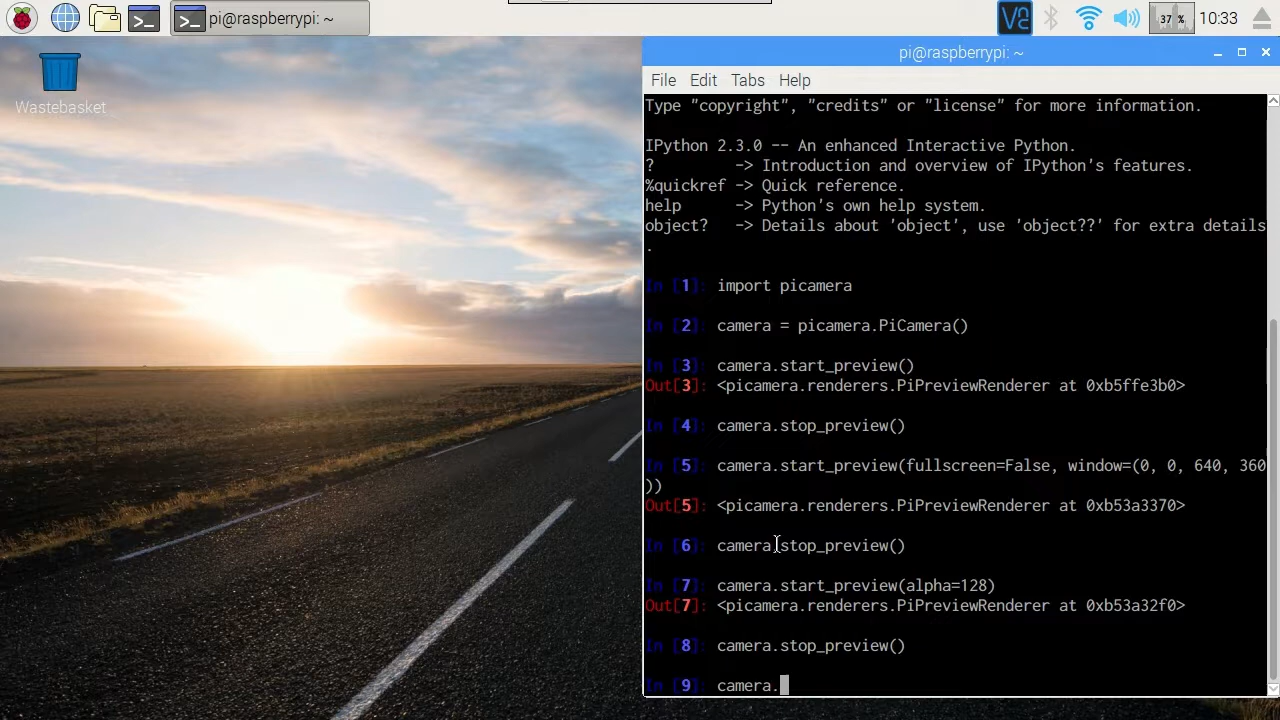 pi@raspberrypi: ~
V2
37 %
10:33
Wastebasket
pi@raspberrypi: ~
File Edit Tabs Help
Type "copyright", "credits" or "license" for more information.
IPython 2.3.0 -- An enhanced Interactive Python.
? -> Introduction and overview of IPython's features.
%quickref -> Quick reference.
help -> Python's own help system.
object? -> Details about 'object', use 'object??' for extra details
.
In [1]: import picamera
In [2]: camera = picamera.PiCamera()
In [3]: camera.start_preview()
Out[3]: <picamera.renderers.PiPreviewRenderer at 0xb5ffe3b0>
In [4]: camera.stop_preview()
In [5]: camera.start_preview(fullscreen=False, window=(0, 0, 640, 360
))
Out[5]: <picamera.renderers.PiPreviewRenderer at 0xb53a3370>
In [6]: camera.stop_preview()
In [7]: camera.start_preview(alpha=128)
Out[7]: <picamera.renderers.PiPreviewRenderer at 0xb53a32f0>
In [8]: camera.stop_preview()
In [9]: camera.